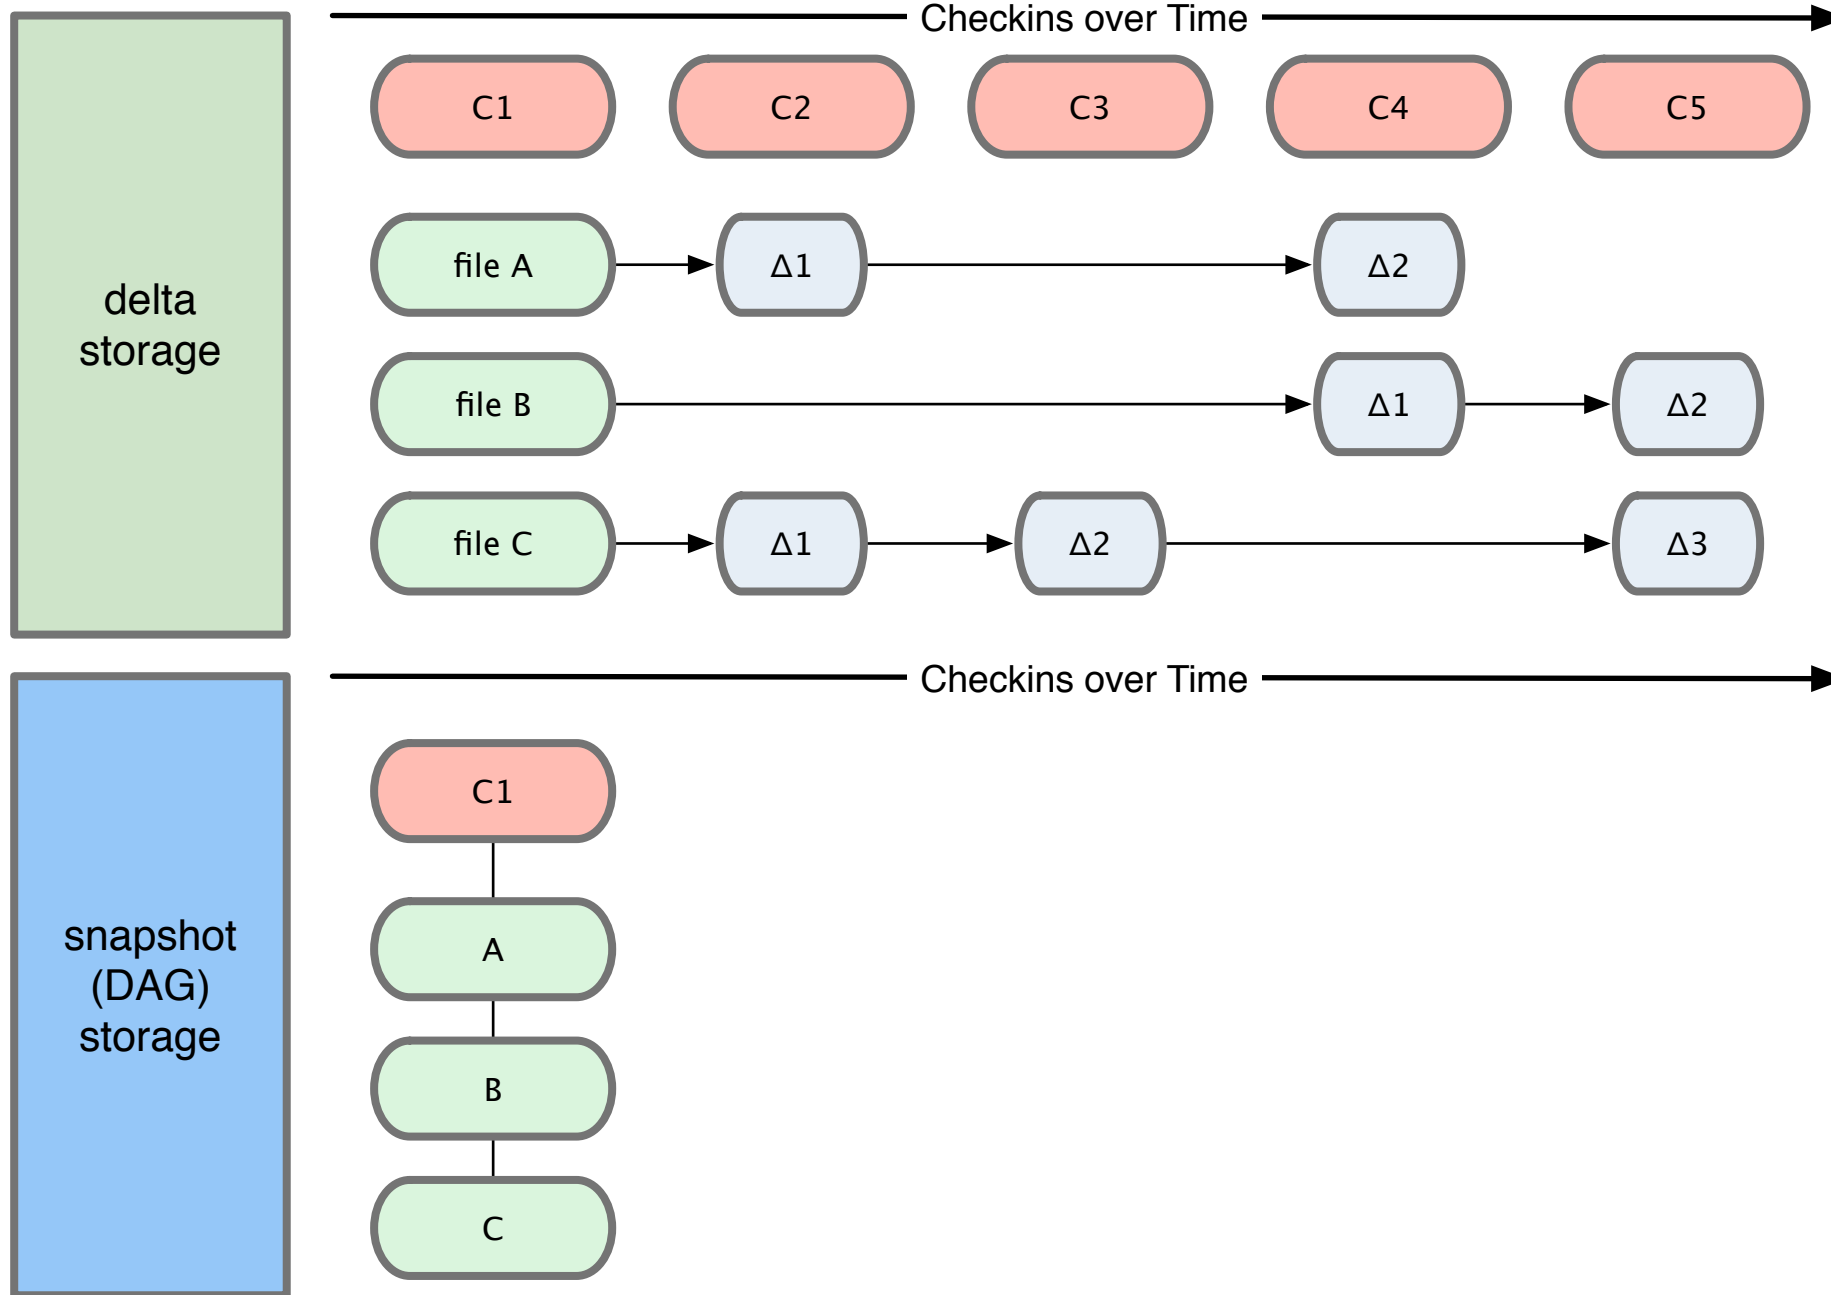 Checkins over Time
C1 C2 C3 C4 C5
delta
storage
file A Δ1 Δ2
file B Δ1 Δ2
file C Δ1 Δ2 Δ3
Checkins over Time
snapshot
(DAG)
storage
C1
A
B
C